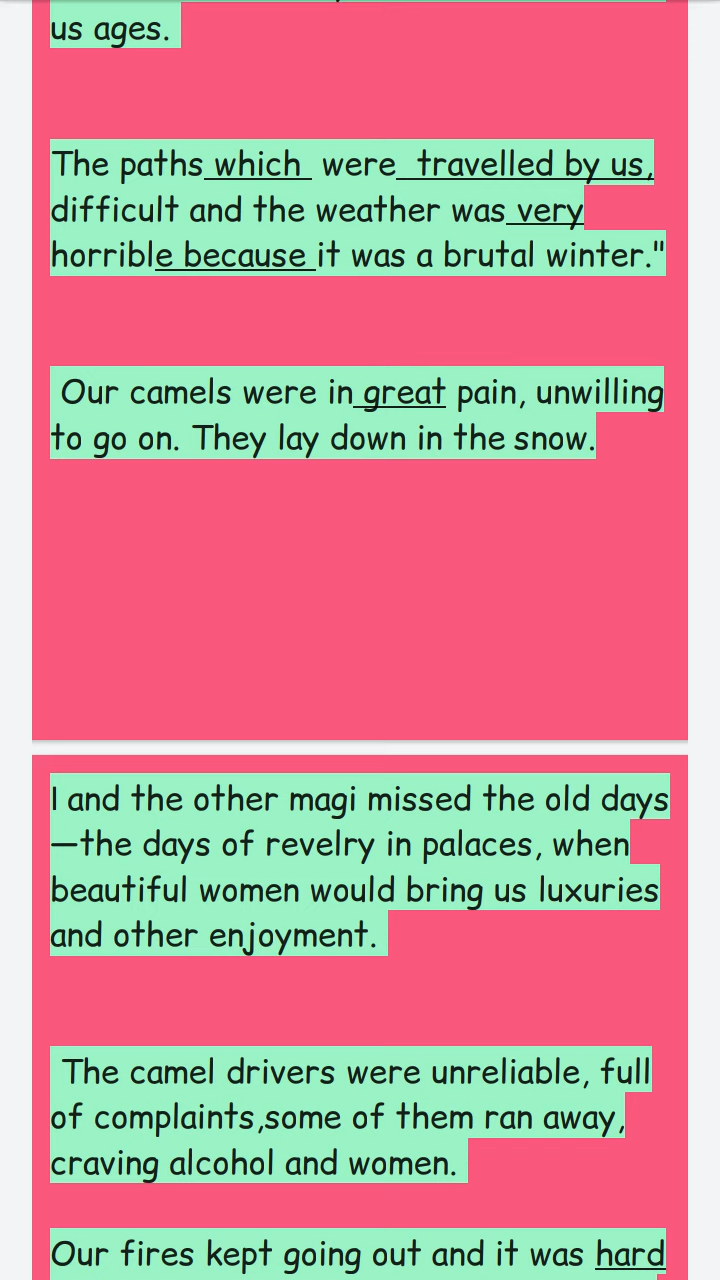 us ages.
The paths which were travelled by us,
difficult and the weather was very
horrible because it was a brutal winter."
Our camels were in great pain, unwilling
to go on. They lay down in the snow.
I and the other magi missed the old days
—the days of revelry in palaces, when
beautiful women would bring us luxuries
and other enjoyment.
The camel drivers were unreliable, full
of complaints,some of them ran away,
craving alcohol and women.
Our fires kept going out and it was hard